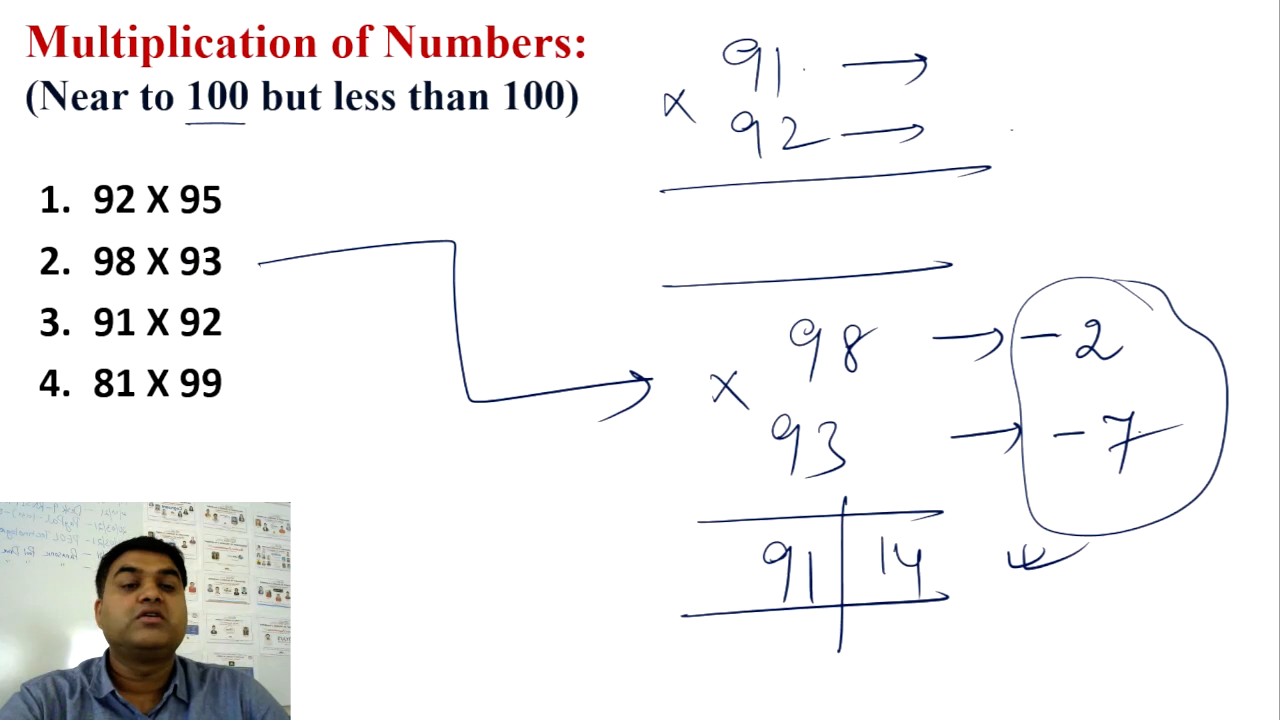 Multiplication of Numbers:
(Near to 100 but less than 100)
1. 92 X 95
2. 98 X 93
3. 91 X 92
4. 81 X 99
91 →
× 92 →
98 → - 2
×
93 → - 7
91 | 14